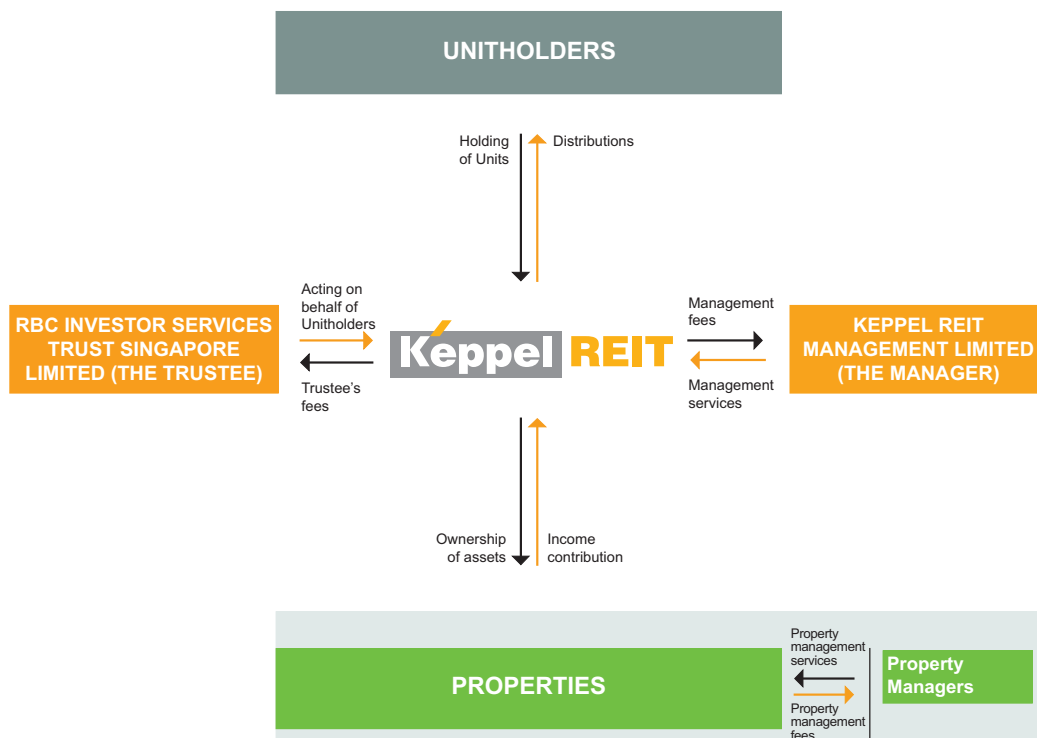 UNITHOLDERS
Holding
of Units
Distributions
Acting on
behalf of
Unitholders
RBC INVESTOR SERVICES
TRUST SINGAPORE
LIMITED (THE TRUSTEE)
Trustee's
fees
Keppel REIT
Management
fees
Management
services
KEPPEL REIT
MANAGEMENT LIMITED
(THE MANAGER)
Ownership
of assets
Income
contribution
PROPERTIES
Property
management
services
Property
management
fees
Property
Managers